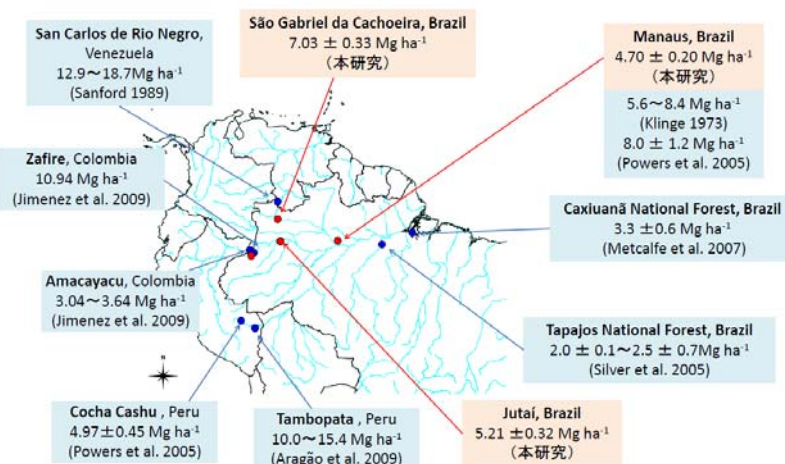 San Carlos de Rio Negro,
Venezuela
12.9～18.7Mg ha-1
(Sanford 1989)
São Gabriel da Cachoeira, Brazil
7.03 ± 0.33 Mg ha-1
（本研究）
Manaus, Brazil
4.70 ± 0.20 Mg ha-1
（本研究）
5.6～8.4 Mg ha-1
(Klinge 1973)
8.0 ± 1.2 Mg ha-1
(Powers et al. 2005)
Zafire, Colombia
10.94 Mg ha-1
(Jimenez et al. 2009)
Caxiuanã National Forest, Brazil
3.3 ±0.6 Mg ha-1
(Metcalfe et al. 2007)
Amacayacu, Colombia
3.04～3.64 Mg ha-1
(Jimenez et al. 2009)
Tapajos National Forest, Brazil
2.0 ± 0.1～2.5 ± 0.7Mg ha-1
(Silver et al. 2005)
N
Cocha Cashu , Peru
4.97±0.45 Mg ha-1
(Powers et al. 2005)
Tambopata , Peru
10.0～15.4 Mg ha-1
(Aragão et al. 2009)
Jutaí, Brazil
5.21 ±0.32 Mg ha-1
（本研究）